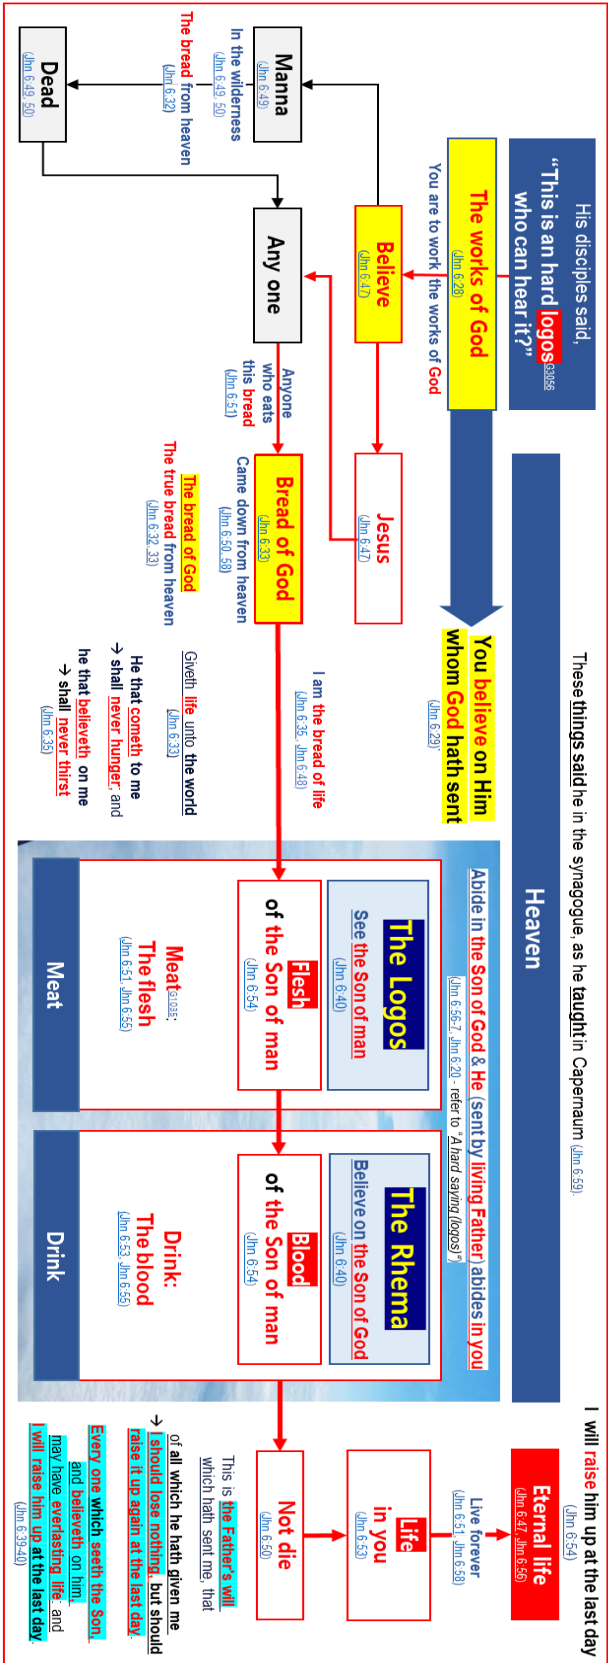 His disciples said,
“This is an hard logosG3056
who can hear it?”
These things said he in the synagogue, as he taught in Capernaum (Jhn 6:59).
I will raise him up at the last day
(Jhn 6:54)
Heaven
Eternal life
(Jhn 6:47, Jhn 6:56)
The works of God
(Jhn 6:28)
You are to work the works of God
You believe on Him
whom God hath sent
(Jhn 6:29)
Abide in the Son of God & He (sent by living Father) abides in you
(Jhn 6:56-7, Jhn 6:20 - refer to “A hard saying (logos)”)
Live forever
(Jhn 6:51, Jhn 6:58)
Believe
(Jhn 6:47)
Jesus
(Jhn 6:47)
The Logos
See the Son of man
(Jhn 6:40)
The Rhema
Believe on the Son of God
(Jhn 6:40)
Life
in you
(Jhn 6:53)
Manna
(Jhn 6:49)
In the wilderness
(Jhn 6:49, 50)
The bread from heaven
(Jhn 6:32)
Dead
(Jhn 6:49, 50)
Any one
Anyone
who eats
this bread
(Jhn 6:51)
Bread of God
(Jhn 6:33)
Came down from heaven
(Jhn 6:50, 58)
The bread of God
The true bread from heaven
(Jhn 6:32, 33)
I am the bread of life
(Jhn 6:35, Jhn 6:48)
Giveth life unto the world
(Jhn 6:33)
He that cometh to me
→ shall never hunger; and
he that believeth on me
→ shall never thirst
(Jhn 6:35)
Flesh
of the Son of man
(Jhn 6:54)
MeatG1035:
The flesh
(Jhn 6:51, Jhn 6:55)
Meat
Blood
of the Son of man
(Jhn 6:54)
Drink:
The blood
(Jhn 6:53, Jhn 6:55)
Drink
Not die
(Jhn 6:50)
This is the Father's will
which hath sent me, that
of all which he hath given me
→ I should lose nothing, but should
raise it up again at the last day.
Every one which seeth the Son,
and believeth on him,
may have everlasting life: and
I will raise him up at the last day.
(Jhn 6:39-40)